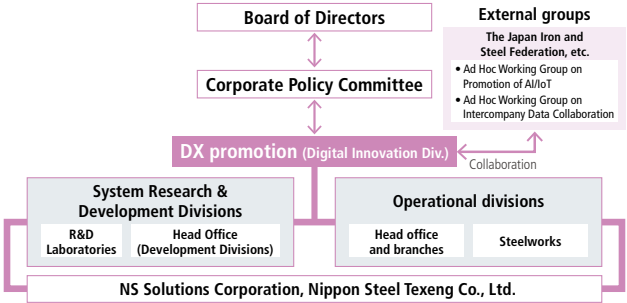 Board of Directors
External groups
The Japan Iron and
Steel Federation, etc.
• Ad Hoc Working Group on
Promotion of AI/IoT
• Ad Hoc Working Group on
Intercompany Data Collaboration
Corporate Policy Committee
DX promotion (Digital Innovation Div.)
Collaboration
System Research &
Development Divisions
R&D
Laboratories
Head Office
(Development Divisions)
Operational divisions
Head office
and branches
Steelworks
NS Solutions Corporation, Nippon Steel Texeng Co., Ltd.